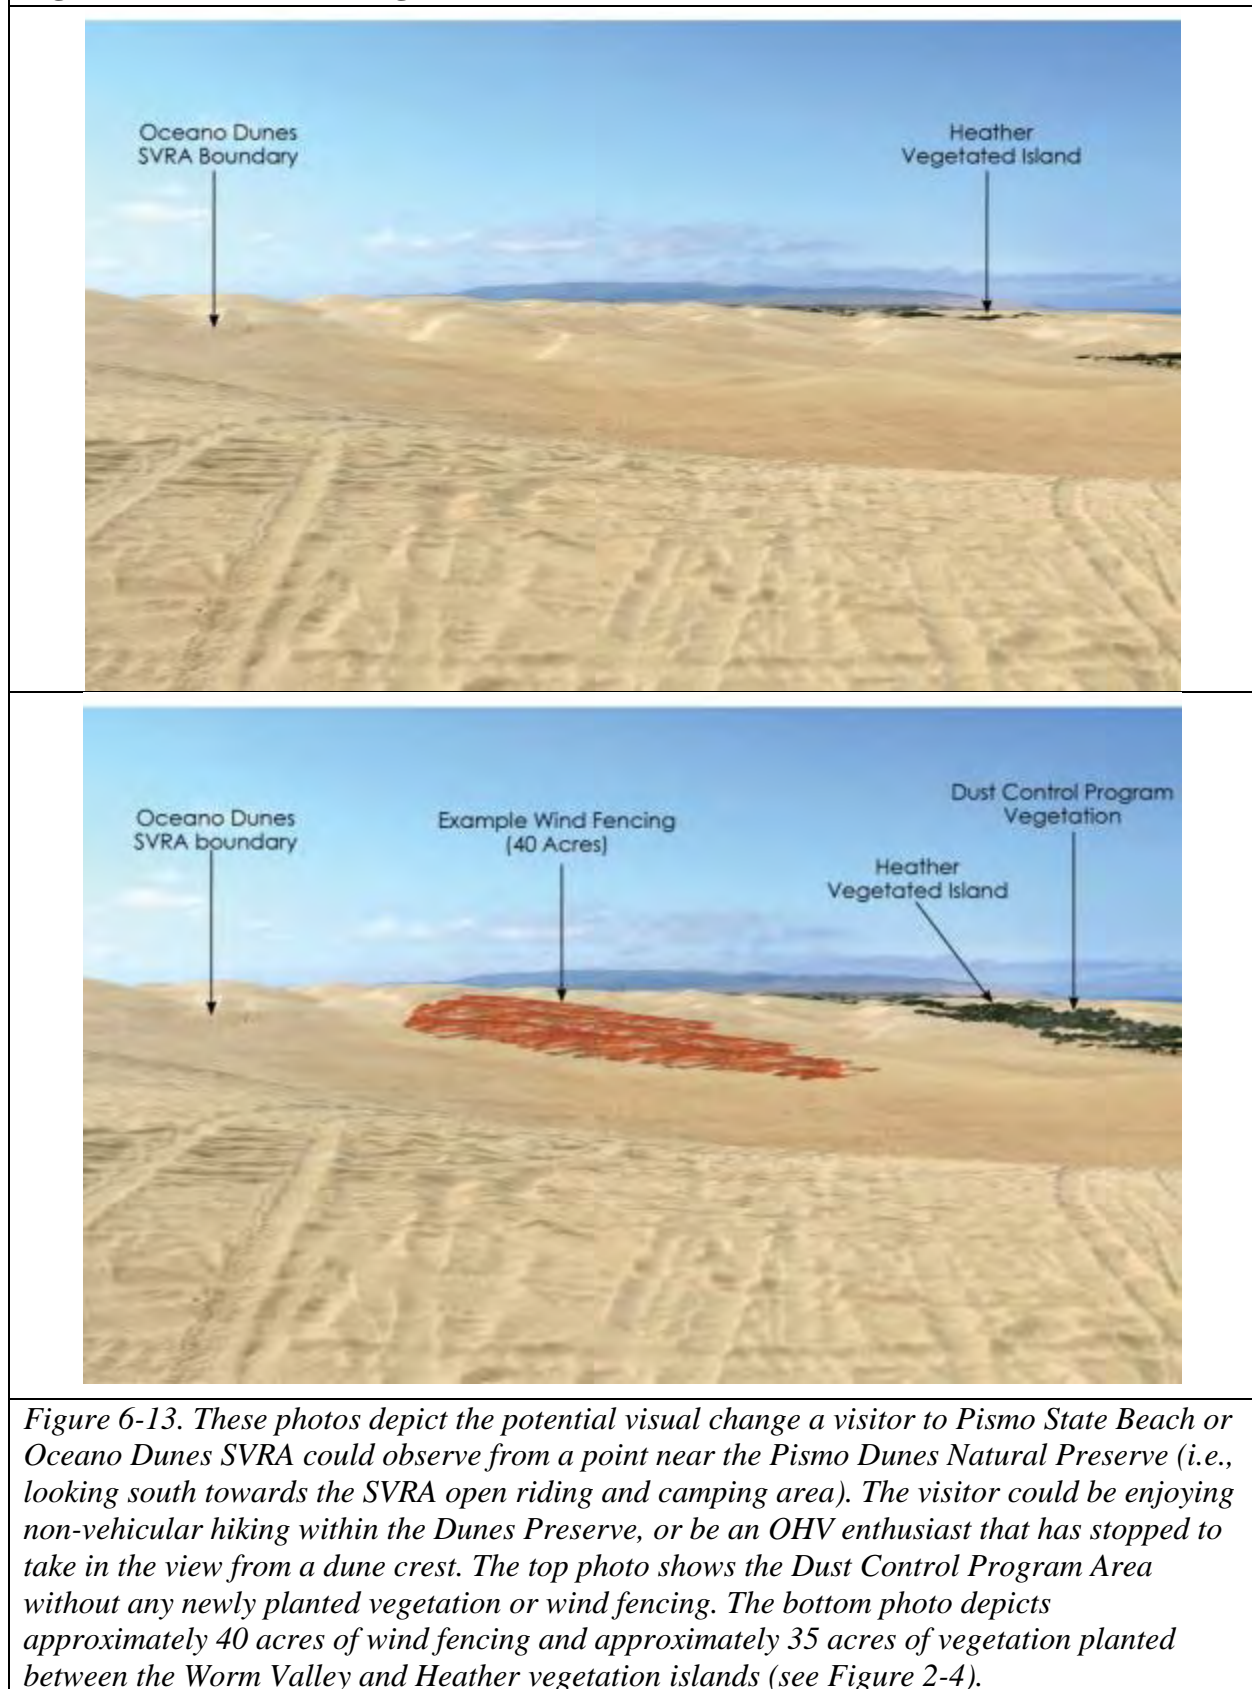 Oceano Dunes
SVRA Boundary
Heather
Vegetated Island
Oceano Dunes
SVRA boundary
Example Wind Fencing
(40 Acres)
Dust Control Program
Vegetation
Heather
Vegetated Island
Figure 6-13. These photos depict the potential visual change a visitor to Pismo State Beach or
Oceano Dunes SVRA could observe from a point near the Pismo Dunes Natural Preserve (i.e.,
looking south towards the SVRA open riding and camping area). The visitor could be enjoying
non-vehicular hiking within the Dunes Preserve, or be an OHV enthusiast that has stopped to
take in the view from a dune crest. The top photo shows the Dust Control Program Area
without any newly planted vegetation or wind fencing. The bottom photo depicts
approximately 40 acres of wind fencing and approximately 35 acres of vegetation planted
between the Worm Valley and Heather vegetation islands (see Figure 2-4).